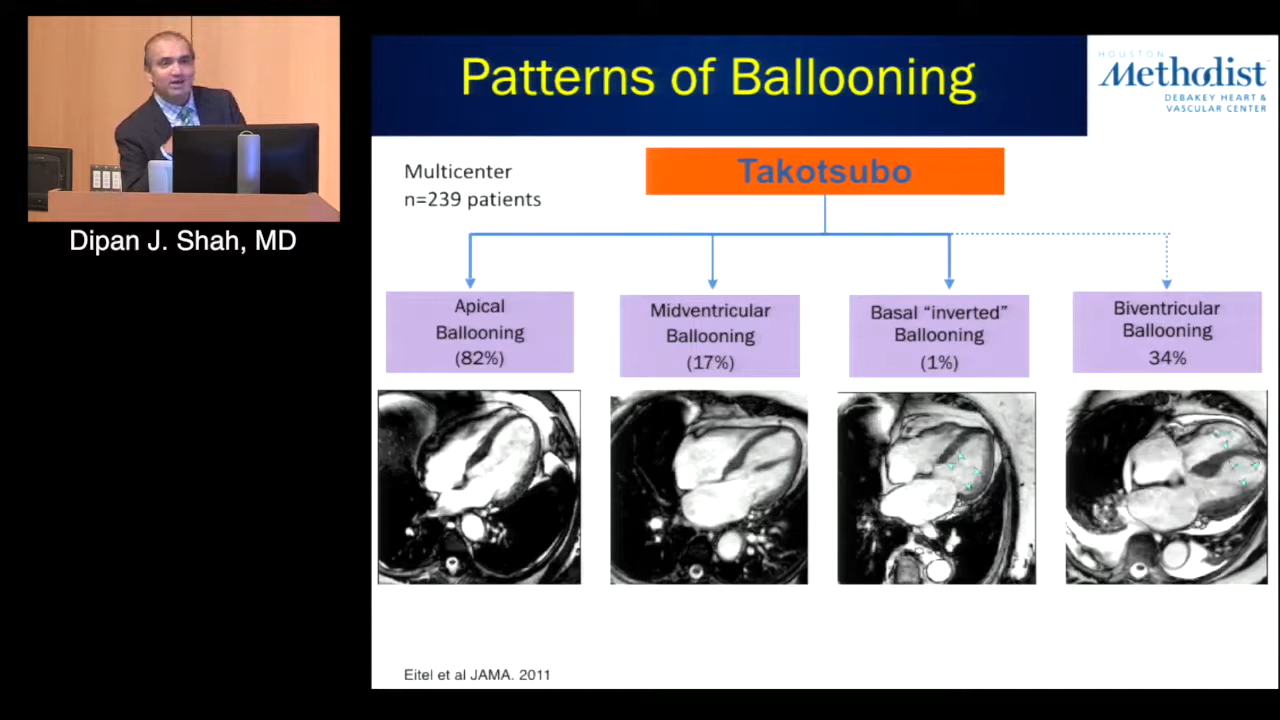 Dipan J. Shah, MD
Patterns of Ballooning
HOUSTON
Methodist
DEBAKEY HEART &
VASCULAR CENTER
Multicenter
n=239 patients
Takotsubo
Apical
Ballooning
(82%)
Midventricular
Ballooning
(17%)
Basal “inverted”
Ballooning
(1%)
Biventricular
Ballooning
34%
Eitel et al JAMA. 2011